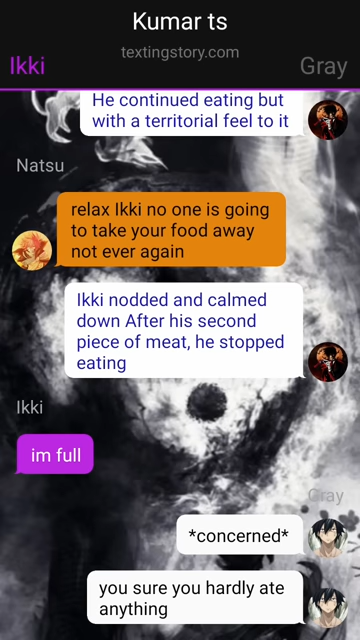 Kumar ts
textingstory.com
Ikki
Gray
He continued eating but
with a territorial feel to it
Natsu
relax Ikki no one is going
to take your food away
not ever again
Ikki nodded and calmed
down After his second
piece of meat, he stopped
eating
Ikki
im full
Gray
*concerned*
you sure you hardly ate
anything